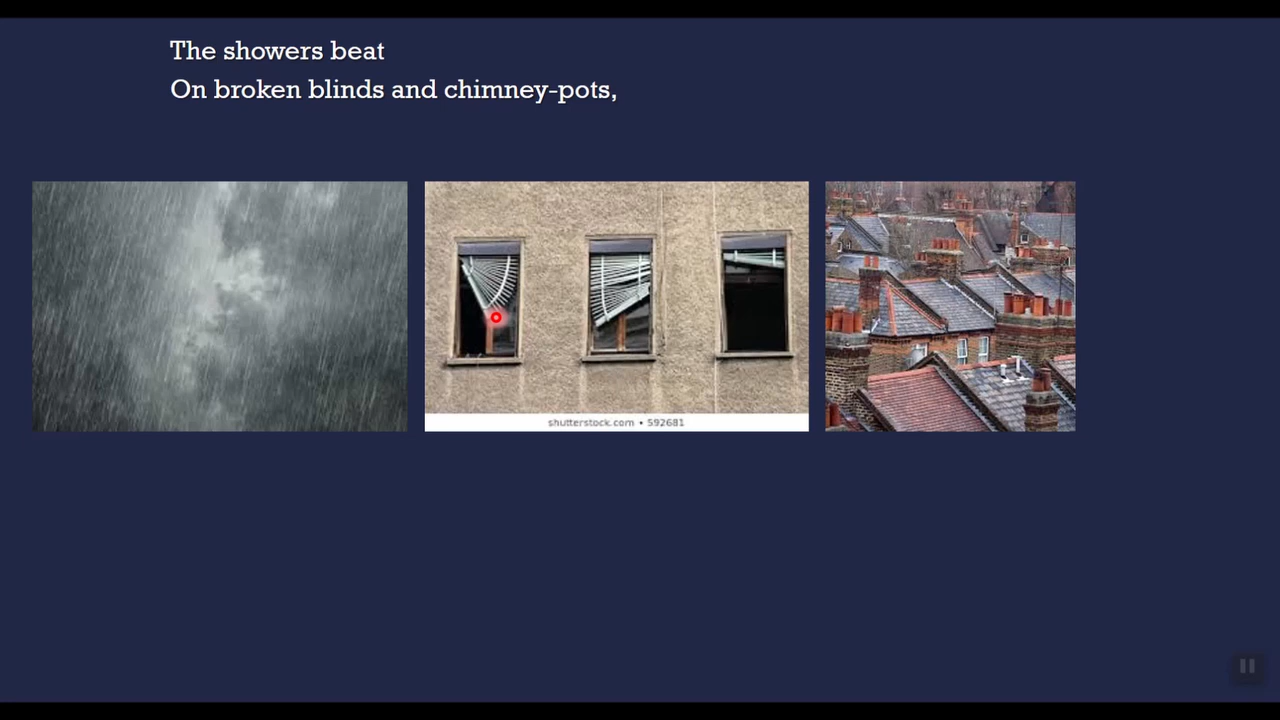 The showers beat
On broken blinds and chimney-pots,
shutterstock.com • 592681